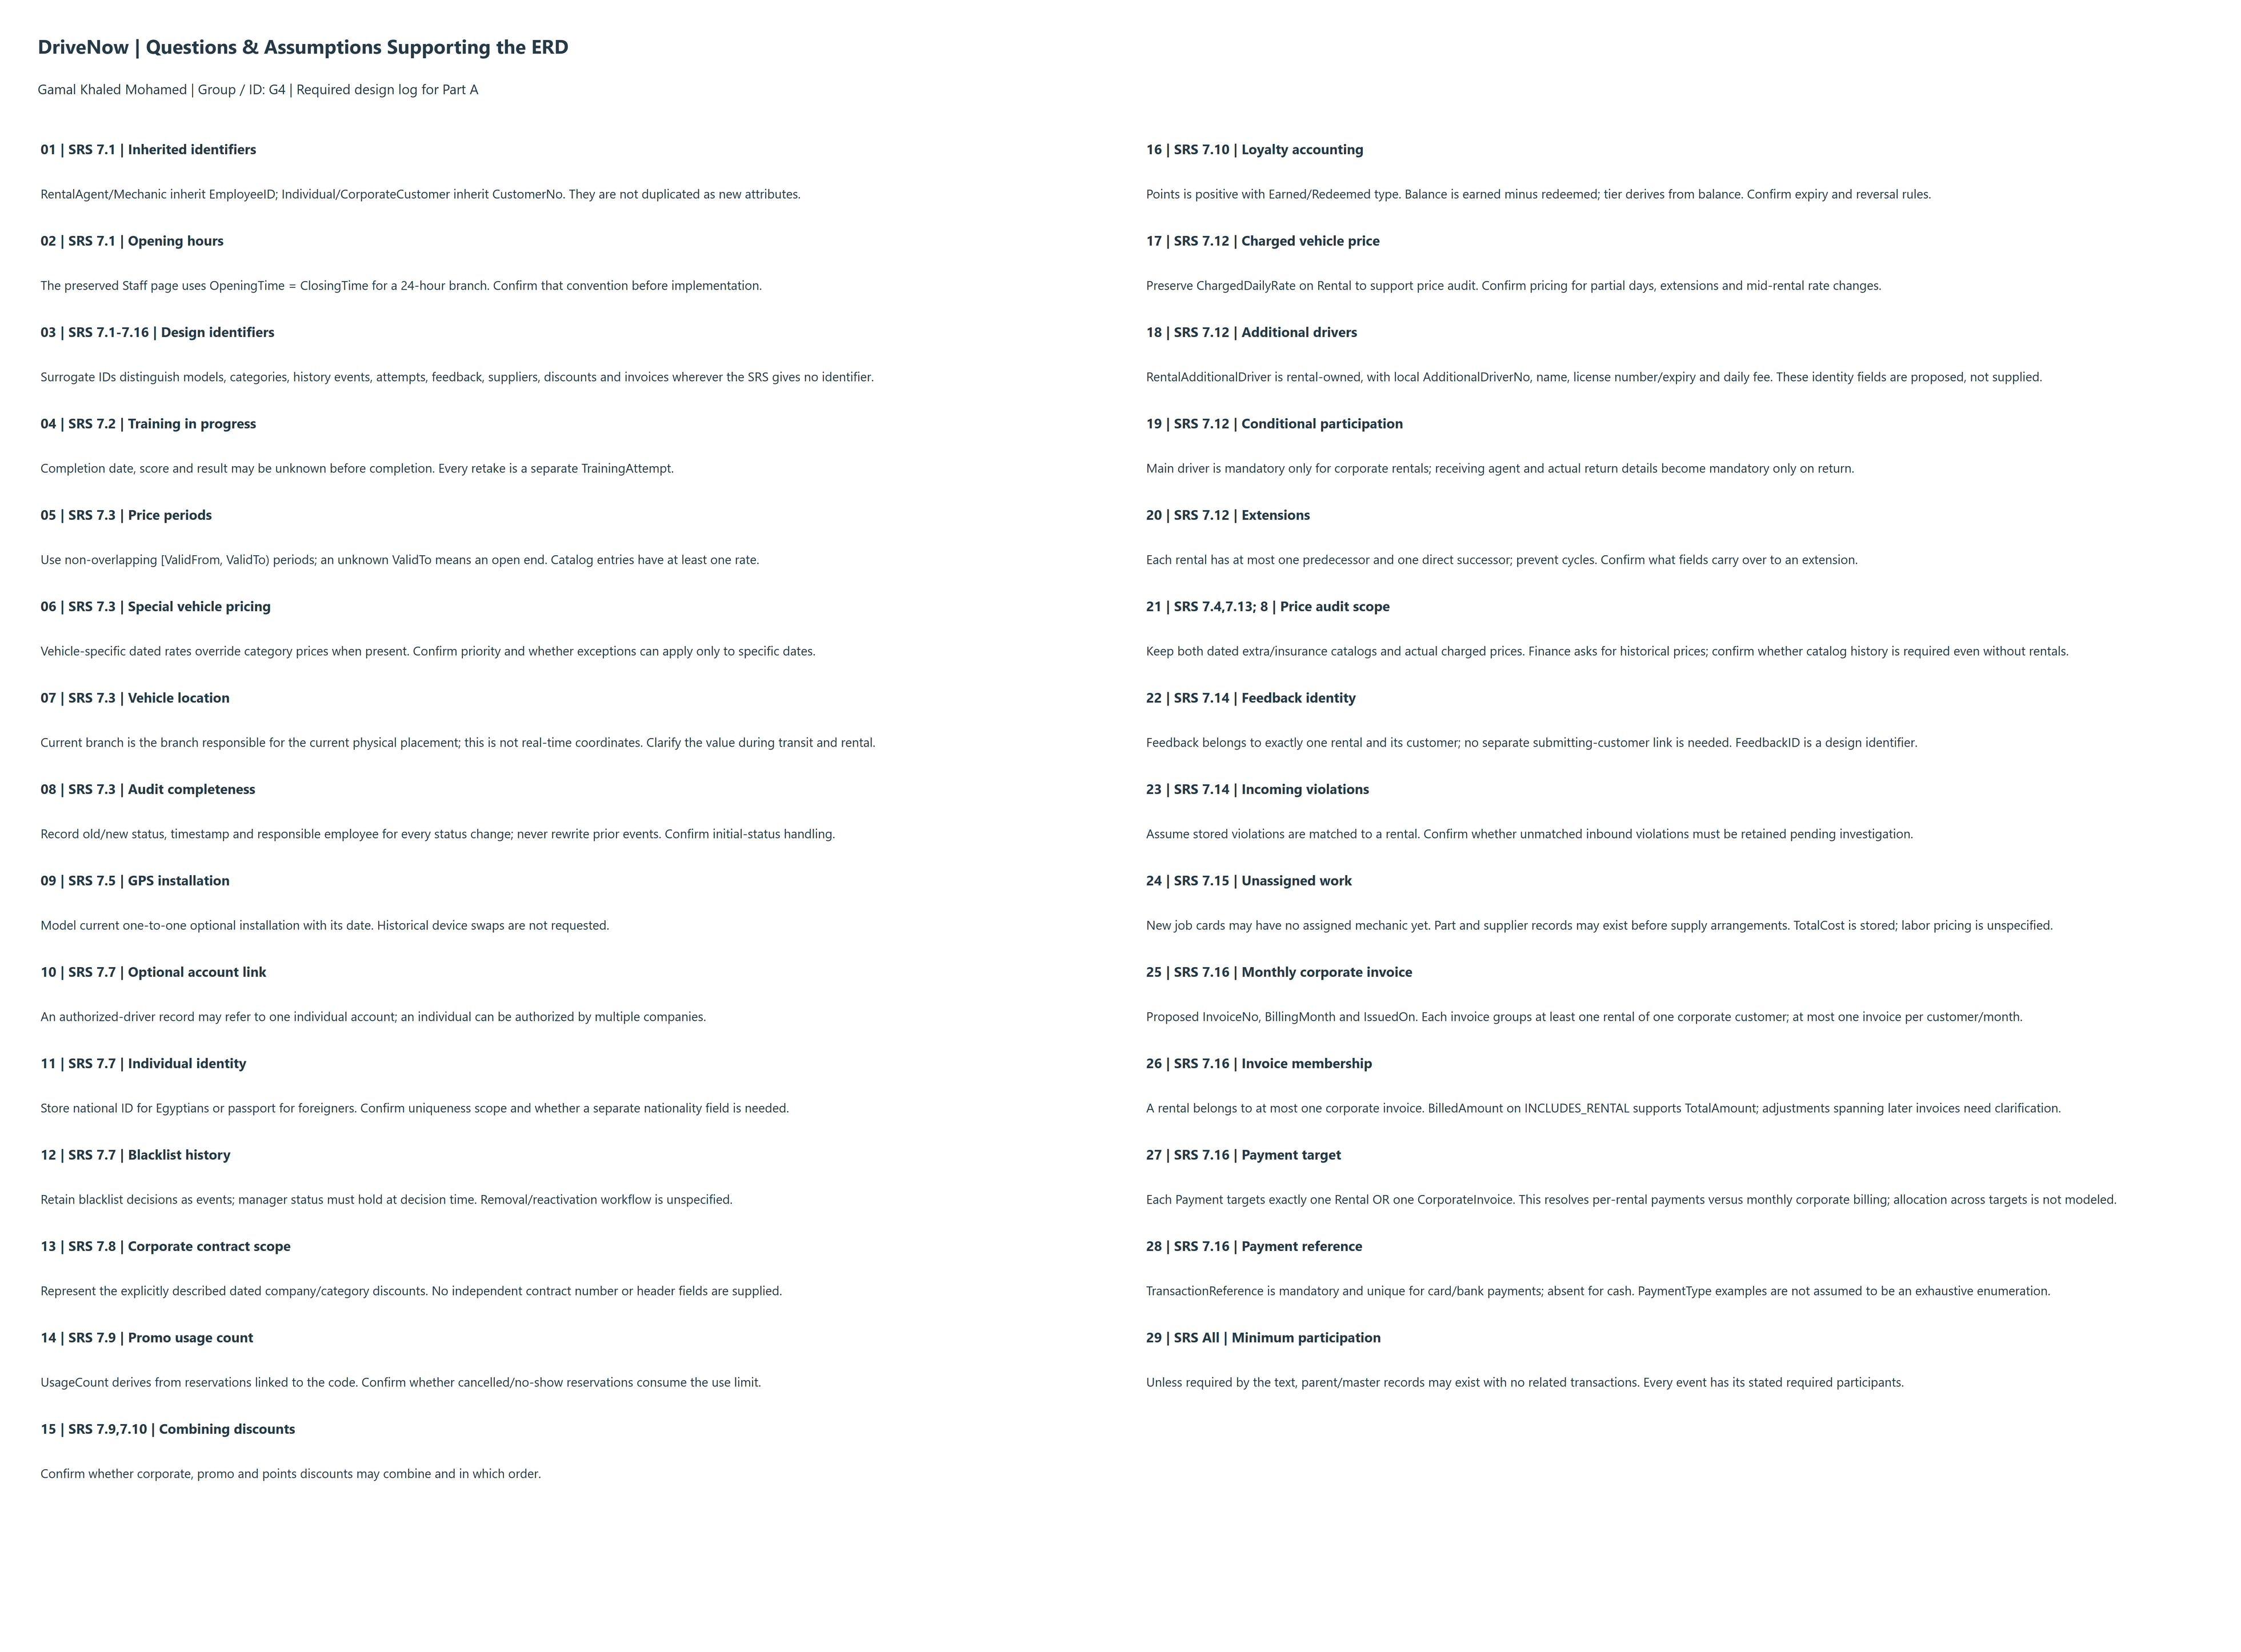 DriveNow | Questions & Assumptions Supporting the ERD
Gamal Khaled Mohamed | Group / ID: G4 | Required design log for Part A
01 | SRS 7.1 | Inherited identifiers
RentalAgent/Mechanic inherit EmployeeID; Individual/CorporateCustomer inherit CustomerNo. They are not duplicated as new attributes.
02 | SRS 7.1 | Opening hours
The preserved Staff page uses OpeningTime = ClosingTime for a 24-hour branch. Confirm that convention before implementation.
03 | SRS 7.1-7.16 | Design identifiers
Surrogate IDs distinguish models, categories, history events, attempts, feedback, suppliers, discounts and invoices wherever the SRS gives no identifier.
04 | SRS 7.2 | Training in progress
Completion date, score and result may be unknown before completion. Every retake is a separate TrainingAttempt.
05 | SRS 7.3 | Price periods
Use non-overlapping [ValidFrom, ValidTo) periods; an unknown ValidTo means an open end. Catalog entries have at least one rate.
06 | SRS 7.3 | Special vehicle pricing
Vehicle-specific dated rates override category prices when present. Confirm priority and whether exceptions can apply only to specific dates.
07 | SRS 7.3 | Vehicle location
Current branch is the branch responsible for the current physical placement; this is not real-time coordinates. Clarify the value during transit and rental.
08 | SRS 7.3 | Audit completeness
Record old/new status, timestamp and responsible employee for every status change; never rewrite prior events. Confirm initial-status handling.
09 | SRS 7.5 | GPS installation
Model current one-to-one optional installation with its date. Historical device swaps are not requested.
10 | SRS 7.7 | Optional account link
An authorized-driver record may refer to one individual account; an individual can be authorized by multiple companies.
11 | SRS 7.7 | Individual identity
Store national ID for Egyptians or passport for foreigners. Confirm uniqueness scope and whether a separate nationality field is needed.
12 | SRS 7.7 | Blacklist history
Retain blacklist decisions as events; manager status must hold at decision time. Removal/reactivation workflow is unspecified.
13 | SRS 7.8 | Corporate contract scope
Represent the explicitly described dated company/category discounts. No independent contract number or header fields are supplied.
14 | SRS 7.9 | Promo usage count
UsageCount derives from reservations linked to the code. Confirm whether cancelled/no-show reservations consume the use limit.
15 | SRS 7.9,7.10 | Combining discounts
Confirm whether corporate, promo and points discounts may combine and in which order.
16 | SRS 7.10 | Loyalty accounting
Points is positive with Earned/Redeemed type. Balance is earned minus redeemed; tier derives from balance. Confirm expiry and reversal rules.
17 | SRS 7.12 | Charged vehicle price
Preserve ChargedDailyRate on Rental to support price audit. Confirm pricing for partial days, extensions and mid-rental rate changes.
18 | SRS 7.12 | Additional drivers
RentalAdditionalDriver is rental-owned, with local AdditionalDriverNo, name, license number/expiry and daily fee. These identity fields are proposed, not supplied.
19 | SRS 7.12 | Conditional participation
Main driver is mandatory only for corporate rentals; receiving agent and actual return details become mandatory only on return.
20 | SRS 7.12 | Extensions
Each rental has at most one predecessor and one direct successor; prevent cycles. Confirm what fields carry over to an extension.
21 | SRS 7.4,7.13; 8 | Price audit scope
Keep both dated extra/insurance catalogs and actual charged prices. Finance asks for historical prices; confirm whether catalog history is required even without rentals.
22 | SRS 7.14 | Feedback identity
Feedback belongs to exactly one rental and its customer; no separate submitting-customer link is needed. FeedbackID is a design identifier.
23 | SRS 7.14 | Incoming violations
Assume stored violations are matched to a rental. Confirm whether unmatched inbound violations must be retained pending investigation.
24 | SRS 7.15 | Unassigned work
New job cards may have no assigned mechanic yet. Part and supplier records may exist before supply arrangements. TotalCost is stored; labor pricing is unspecified.
25 | SRS 7.16 | Monthly corporate invoice
Proposed InvoiceNo, BillingMonth and IssuedOn. Each invoice groups at least one rental of one corporate customer; at most one invoice per customer/month.
26 | SRS 7.16 | Invoice membership
A rental belongs to at most one corporate invoice. BilledAmount on INCLUDES_RENTAL supports TotalAmount; adjustments spanning later invoices need clarification.
27 | SRS 7.16 | Payment target
Each Payment targets exactly one Rental OR one CorporateInvoice. This resolves per-rental payments versus monthly corporate billing; allocation across targets is not modeled.
28 | SRS 7.16 | Payment reference
TransactionReference is mandatory and unique for card/bank payments; absent for cash. PaymentType examples are not assumed to be an exhaustive enumeration.
29 | SRS All | Minimum participation
Unless required by the text, parent/master records may exist with no related transactions. Every event has its stated required participants.